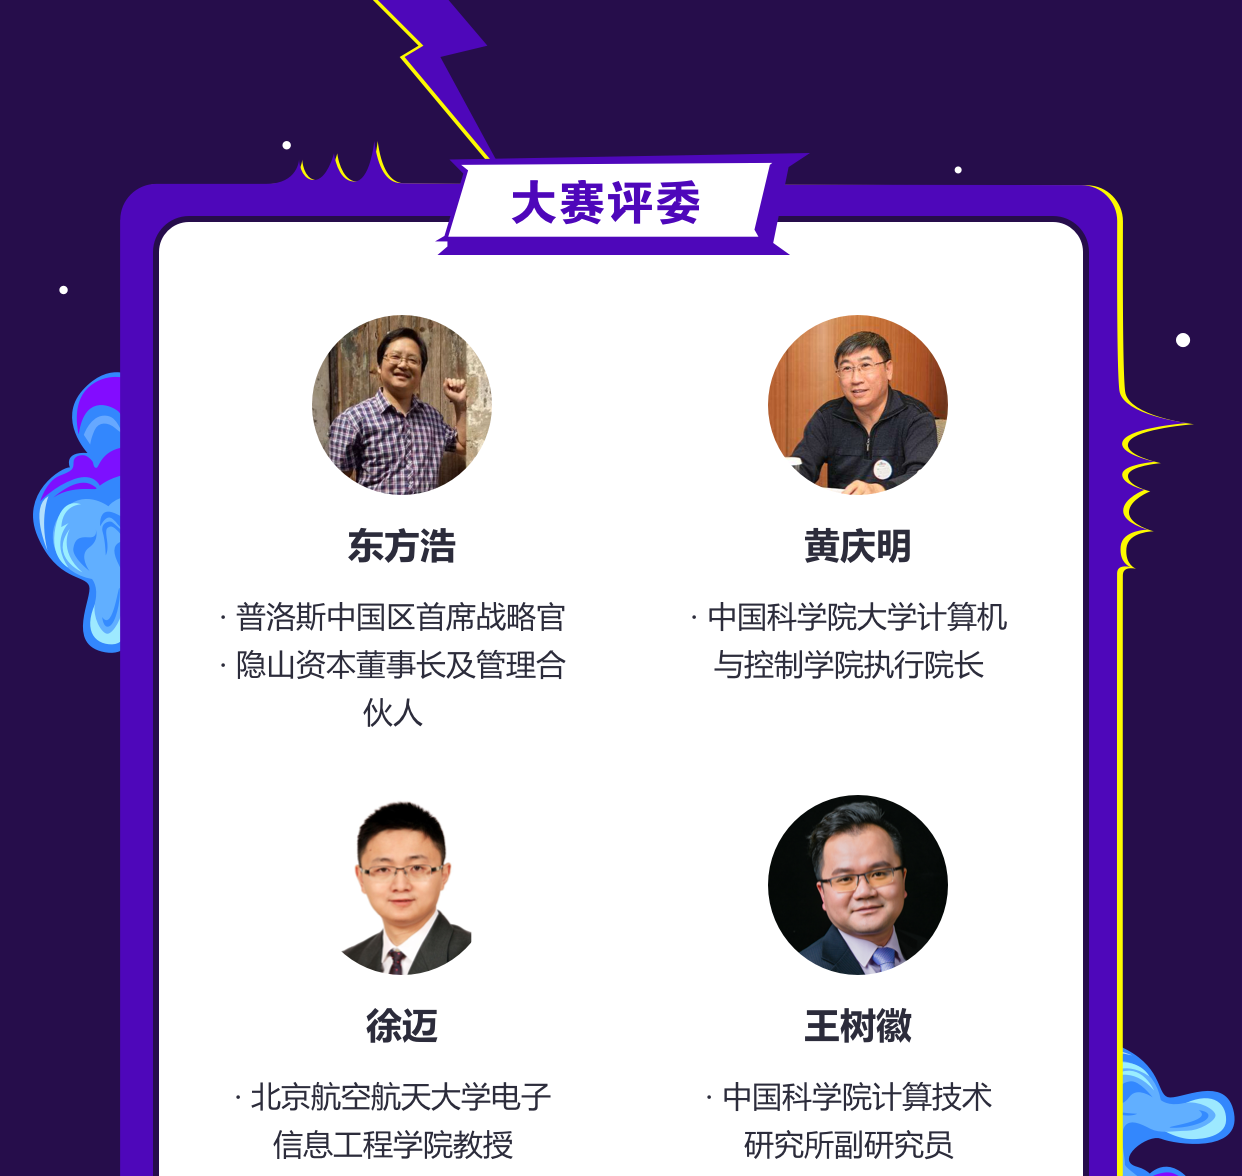 大赛评委
东方浩
· 普洛斯中国区首席战略官
· 隐山资本董事长及管理合
伙人
黄庆明
· 中国科学院大学计算机
与控制学院执行院长
徐迈
· 北京航空航天大学电子
信息工程学院教授
王树徽
· 中国科学院计算技术
研究所副研究员